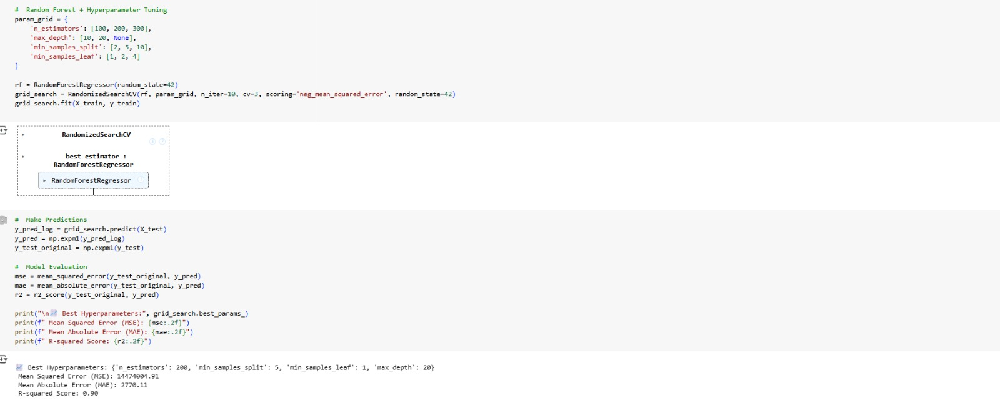 #  Random Forest + Hyperparameter Tuning
param_grid = {
    'n_estimators': [100, 200, 300],
    'max_depth': [10, 20, None],
    'min_samples_split': [2, 5, 10],
    'min_samples_leaf': [1, 2, 4]
}
rf = RandomForestRegressor(random_state=42)
grid_search = RandomizedSearchCV(rf, param_grid, n_iter=10, cv=3, scoring='neg_mean_squared_error', random_state=42)
grid_search.fit(X_train, y_train)
RandomizedSearchCV
best_estimator_:
RandomForestRegressor
RandomForestRegressor
#  Make Predictions
y_pred_log = grid_search.predict(X_test)
y_pred = np.expm1(y_pred_log)
y_test_original = np.expm1(y_test)
#  Model Evaluation
mse = mean_squared_error(y_test_original, y_pred)
mae = mean_absolute_error(y_test_original, y_pred)
r2 = r2_score(y_test_original, y_pred)
print("\n📈 Best Hyperparameters:", grid_search.best_params_)
print(f" Mean Squared Error (MSE): {mse:.2f}")
print(f" Mean Absolute Error (MAE): {mae:.2f}")
print(f" R-squared Score: {r2:.2f}")
📈 Best Hyperparameters: {'n_estimators': 200, 'min_samples_split': 5, 'min_samples_leaf': 1, 'max_depth': 20}
Mean Squared Error (MSE): 14474004.91
Mean Absolute Error (MAE): 2770.11
R-squared Score: 0.90